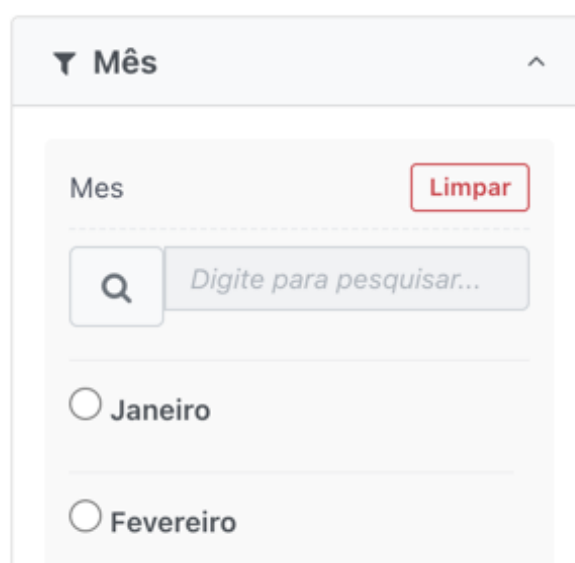 Mês
Mes
Limpar
Digite para pesquisar...
Janeiro
Fevereiro